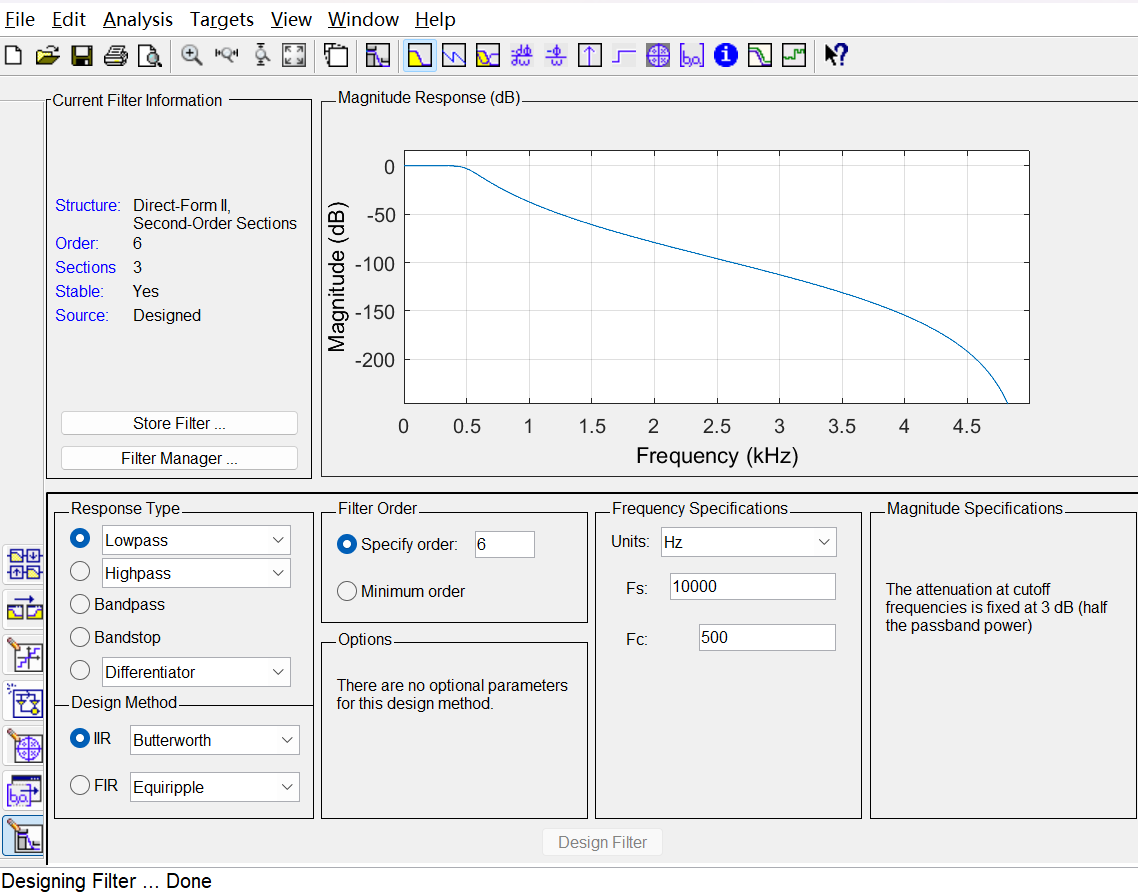 File Edit Analysis Targets View Window Help
Current Filter Information
Structure: Direct-Form II,
Second-Order Sections
Order: 6
Sections 3
Stable: Yes
Source: Designed
Store Filter ...
Filter Manager ...
Magnitude Response (dB)
Magnitude (dB)
0
-50
-100
-150
-200
0 0.5 1 1.5 2 2.5 3 3.5 4 4.5
Frequency (kHz)
Response Type
Lowpass
Highpass
Bandpass
Bandstop
Differentiator
Design Method
IIR Butterworth
FIR Equiripple
Filter Order
Specify order: 6
Minimum order
Options
There are no optional parameters
for this design method.
Frequency Specifications
Units: Hz
Fs: 10000
Fc: 500
Magnitude Specifications
The attenuation at cutoff
frequencies is fixed at 3 dB (half
the passband power)
Design Filter
Designing Filter ... Done